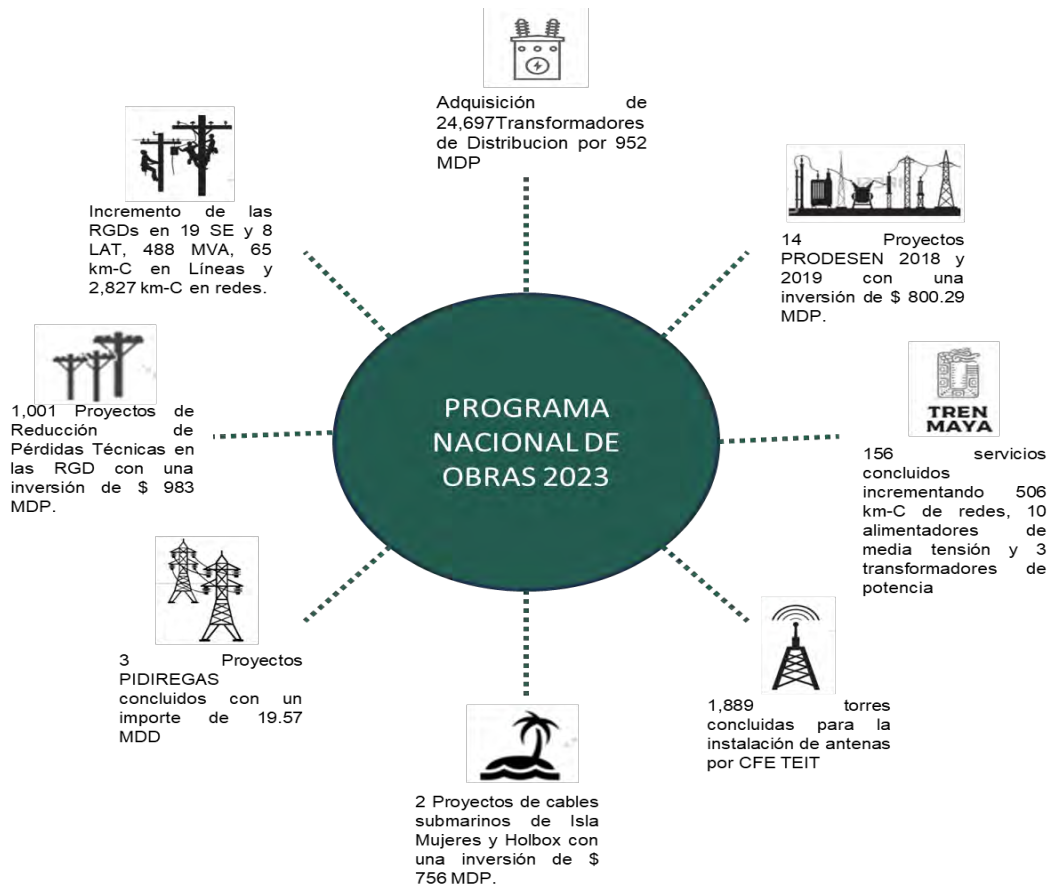 Adquisición de
24,697Transformadores
de Distribucion por 952
MDP
14 Proyectos
PRODESEN 2018 y
2019 con una
inversión de $ 800.29
MDP.
TREN
MAYA
156 servicios
concluidos
incrementando 506
km-C de redes, 10
alimentadores de
media tensión y 3
transformadores de
potencia
1,889 torres
concluidas para la
instalación de antenas
por CFE TEIT
2 Proyectos de cables
submarinos de Isla
Mujeres y Holbox con
una inversión de $
756 MDP.
3 Proyectos
PIDIREGAS
concluidos con un
importe de 19.57
MDD
1,001 Proyectos de
Reducción de
Pérdidas Técnicas en
las RGD con una
inversión de $ 983
MDP.
Incremento de las
RGDs en 19 SE y 8
LAT, 488 MVA, 65
km-C en Líneas y
2,827 km-C en redes.
PROGRAMA
NACIONAL DE
OBRAS 2023